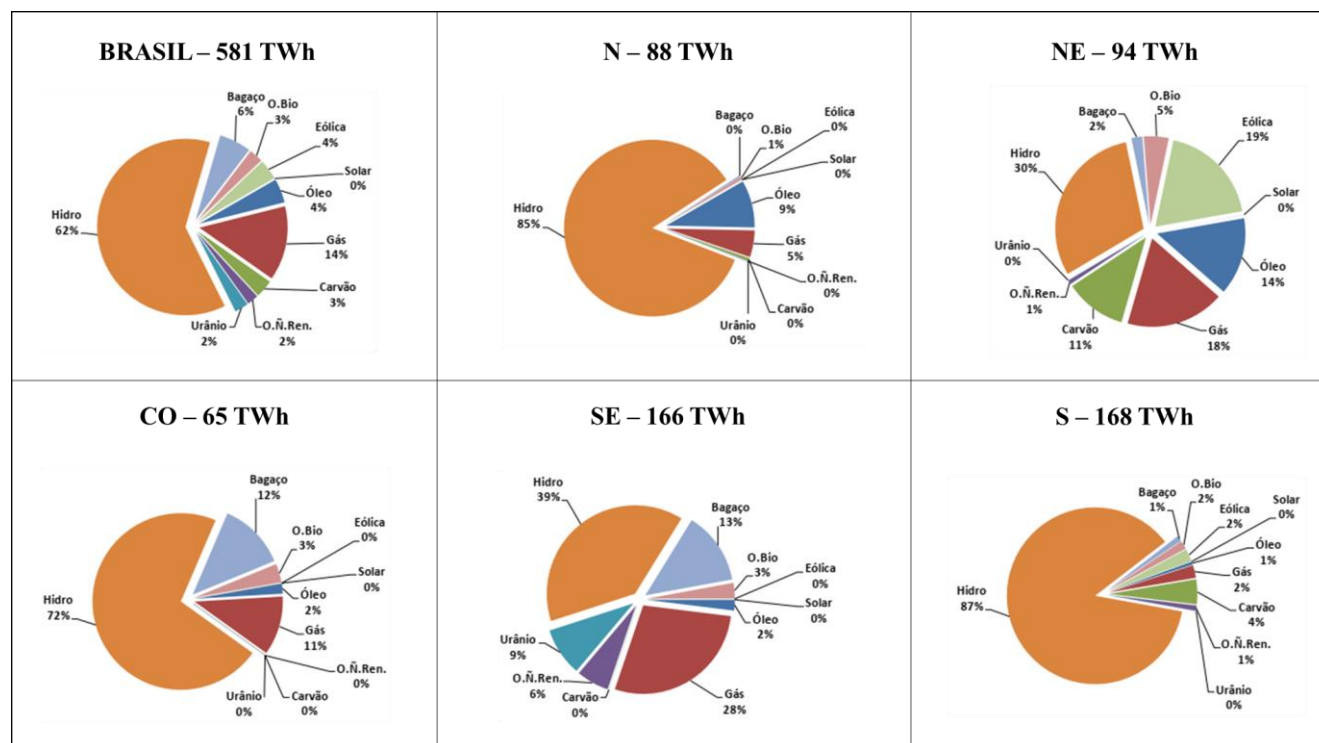 BRASIL – 581 TWh
Bagaço
6%
O.Bio
3%
Eólica
4%
Solar
0%
Óleo
4%
Gás
14%
Carvão
3%
O.Ñ.Ren.
2%
Urânio
2%
Hidro
62%
N – 88 TWh
Bagaço
0%
O.Bio
1%
Eólica
0%
Solar
0%
Óleo
9%
Gás
5%
O.Ñ.Ren.
0%
Carvão
0%
Urânio
0%
Hidro
85%
NE – 94 TWh
Bagaço
2%
O.Bio
5%
Eólica
19%
Solar
0%
Óleo
14%
Gás
18%
Carvão
11%
O.Ñ.Ren.
1%
Urânio
0%
Hidro
30%
CO – 65 TWh
Bagaço
12%
O.Bio
3%
Eólica
0%
Solar
0%
Óleo
2%
Gás
11%
O.Ñ.Ren.
0%
Carvão
0%
Urânio
0%
Hidro
72%
SE – 166 TWh
Hidro
39%
Bagaço
13%
O.Bio
3%
Eólica
0%
Solar
0%
Óleo
2%
Gás
28%
Carvão
0%
O.Ñ.Ren.
6%
Urânio
9%
S – 168 TWh
Bagaço
1%
O.Bio
2%
Eólica
2%
Solar
0%
Óleo
1%
Gás
2%
Carvão
4%
O.Ñ.Ren.
1%
Urânio
0%
Hidro
87%